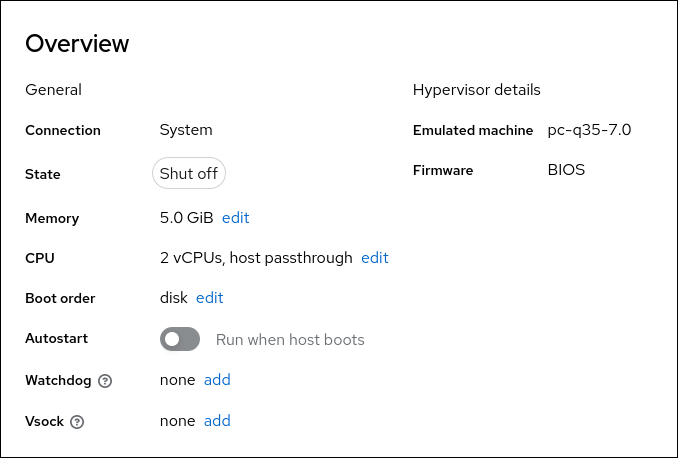 Overview
General
Connection System
State Shut off
Memory 5.0 GiB edit
CPU 2 vCPUs, host passthrough edit
Boot order disk edit
Autostart Run when host boots
Watchdog ? none add
Vsock ? none add
Hypervisor details
Emulated machine pc-q35-7.0
Firmware BIOS